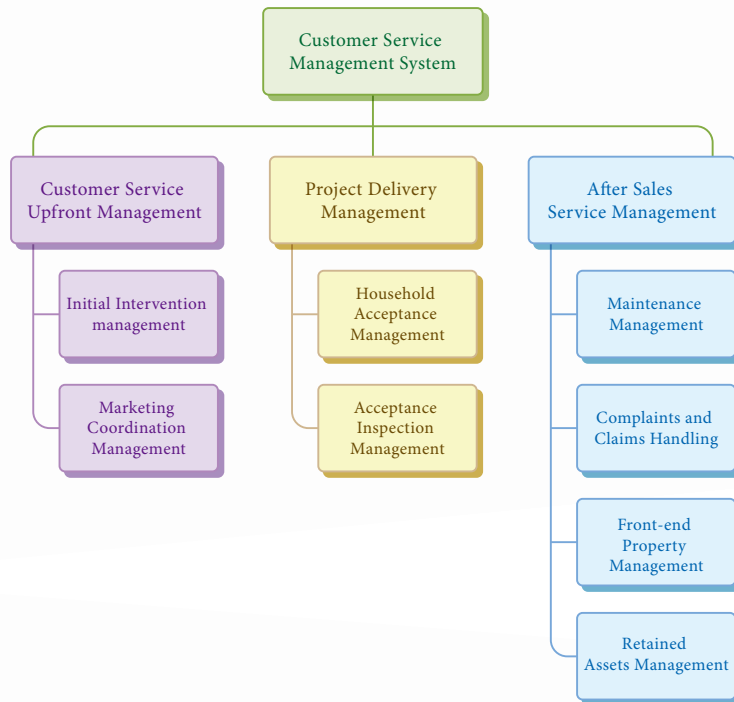 Customer Service
Management System
Customer Service
Upfront Management
Initial Intervention
management
Marketing
Coordination
Management
Project Delivery
Management
Household
Acceptance
Management
Acceptance
Inspection
Management
After Sales
Service Management
Maintenance
Management
Complaints and
Claims Handling
Front-end
Property
Management
Retained
Assets Management